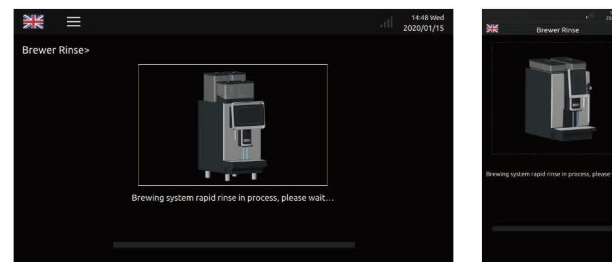 14:48 Wed
2020/01/15
Brewer Rinse>
Brewing system rapid rinse in process, please wait...
Brewer Rinse
Brewing system rapid rinse in process, please